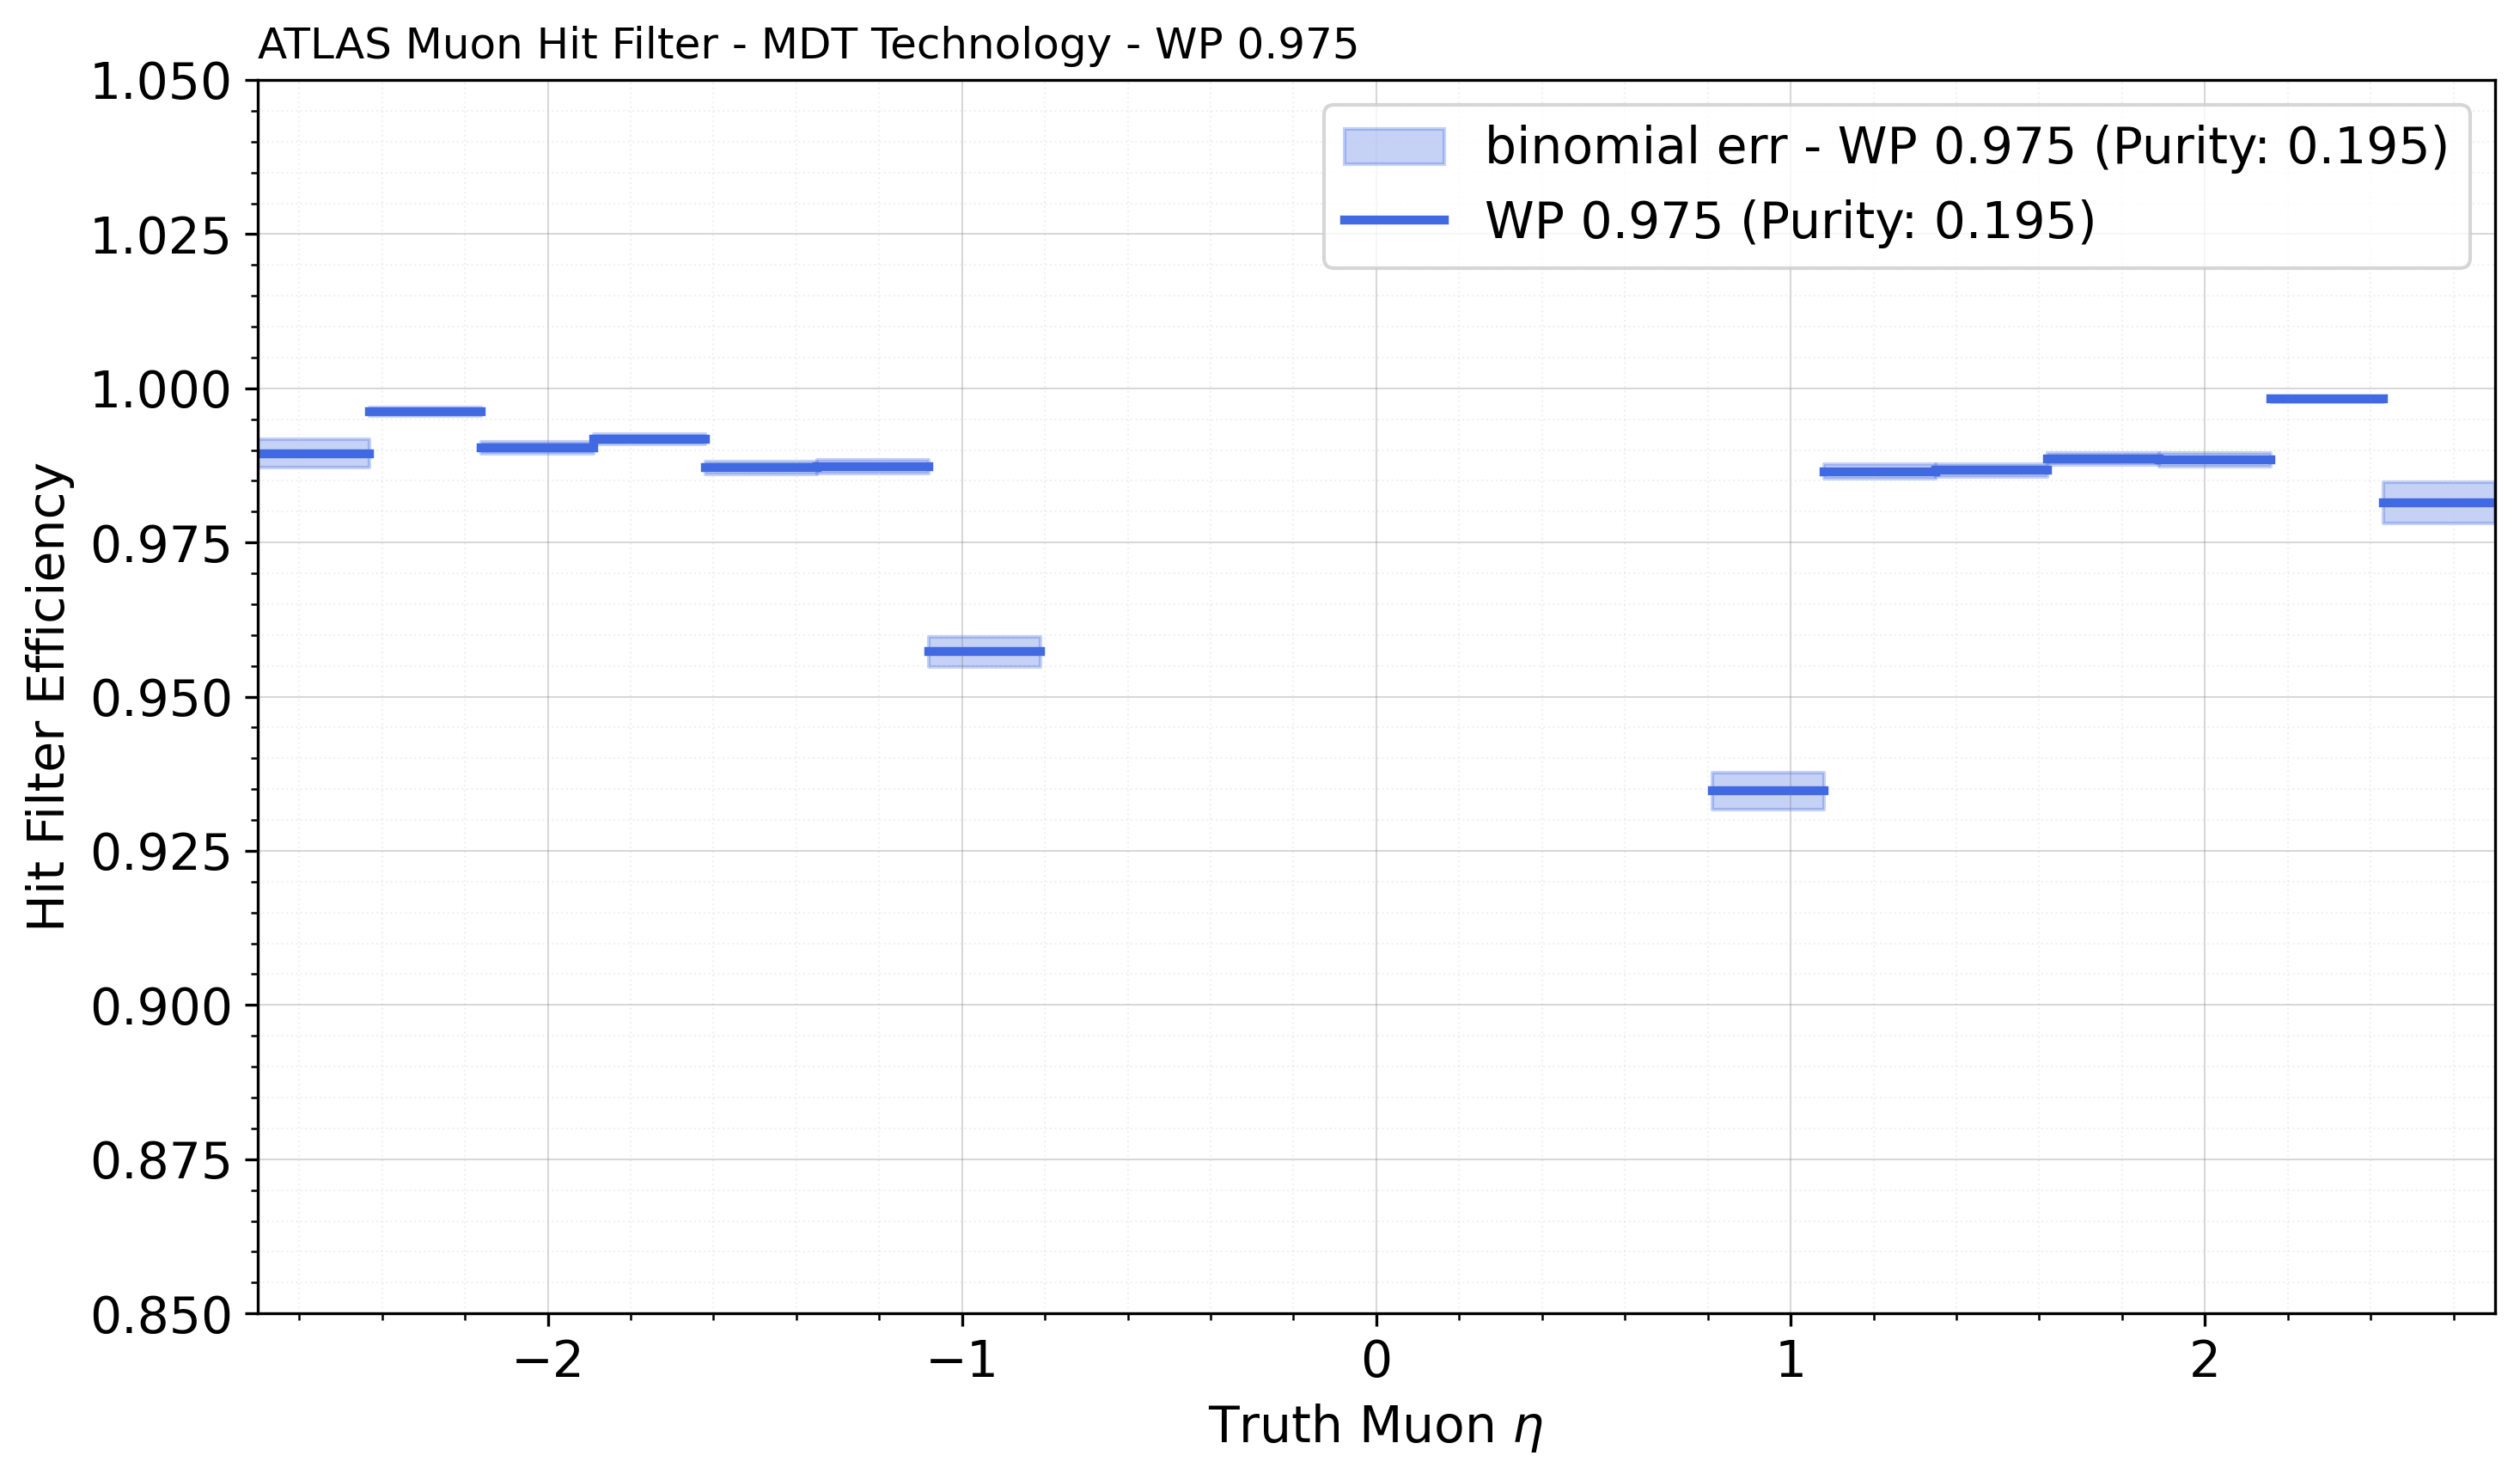 ATLAS Muon Hit Filter - MDT Technology - WP 0.975
1.050
1.025
1.000
0.975
0.950
0.925
0.900
0.875
0.850
Hit Filter Efficiency
binomial err - WP 0.975 (Purity: 0.195)
WP 0.975 (Purity: 0.195)
−2
−1
0
1
2
Truth Muon η